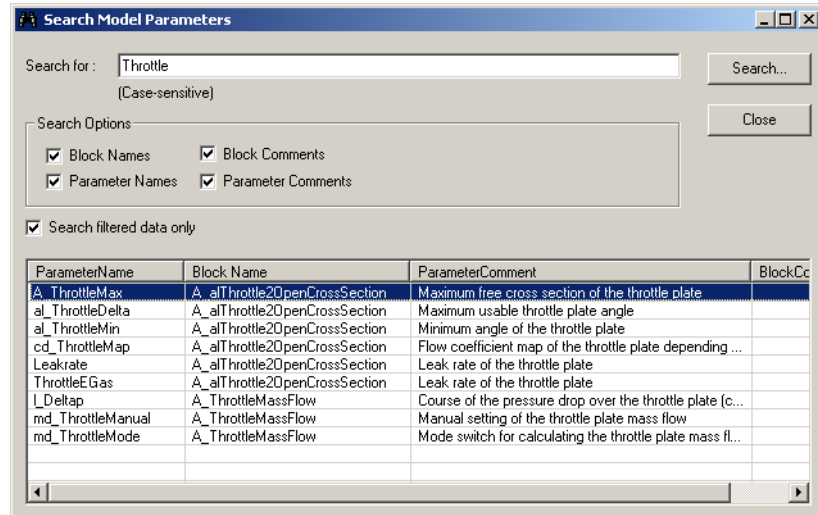 Search Model Parameters
Search for : Throttle Search...
(Case-sensitive)
Close
Search Options
Block Names Block Comments
Parameter Names Parameter Comments
Search filtered data only
ParameterName Block Name ParameterComment BlockCc
A_ThrottleMax A_alThrottle2OpenCrossSection Maximum free cross section of the throttle plate
al_ThrottleDelta A_alThrottle2OpenCrossSection Maximum usable throttle plate angle
al_ThrottleMin A_alThrottle2OpenCrossSection Minimum angle of the throttle plate
cd_ThrottleMap A_alThrottle2OpenCrossSection Flow coefficient map of the throttle plate depending ...
Leakrate A_alThrottle2OpenCrossSection Leak rate of the throttle plate
ThrottleEGas A_alThrottle2OpenCrossSection Leak rate of the throttle plate
l_Deltap A_ThrottleMassFlow Course of the pressure drop over the throttle plate (c...
md_ThrottleManual A_ThrottleMassFlow Manual setting of the throttle plate mass flow
md_ThrottleMode A_ThrottleMassFlow Mode switch for calculating the throttle plate mass fl...